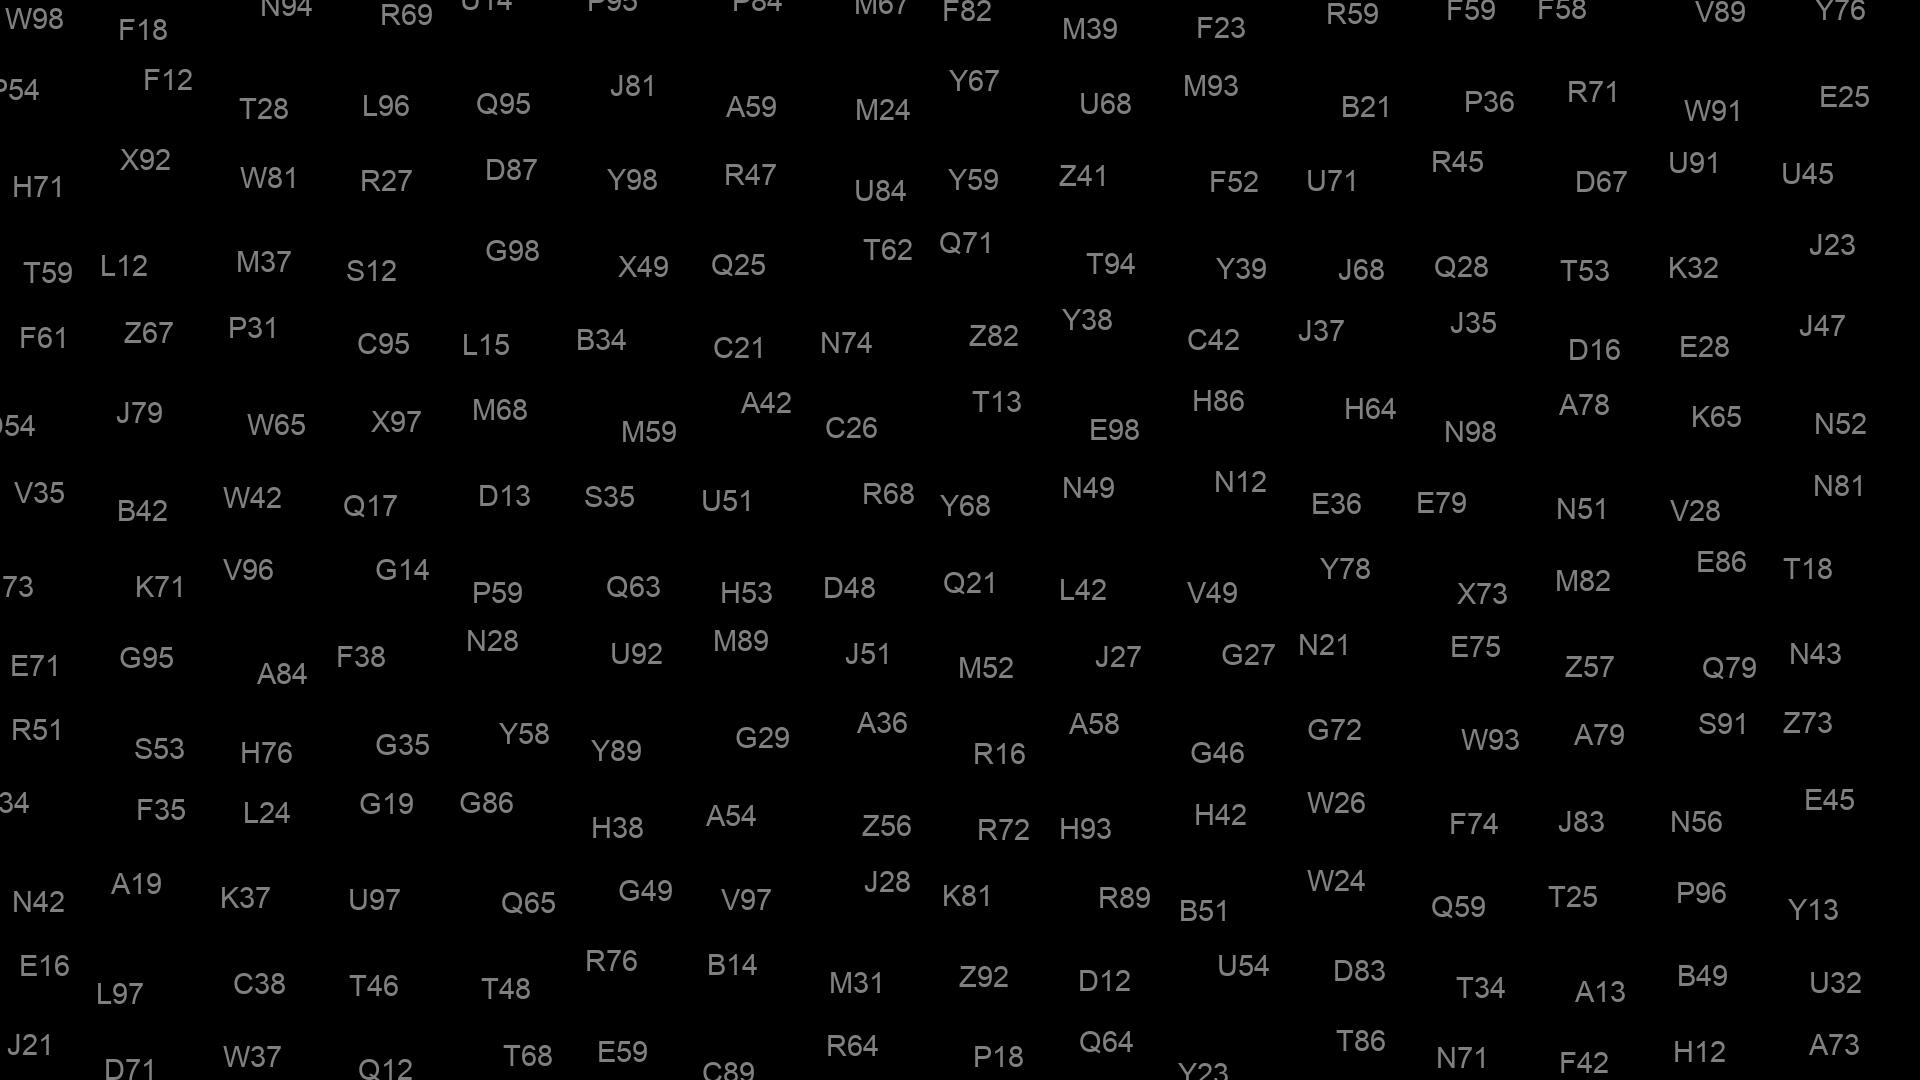 W98 F18 N94 R69 U14 P95 P84 M67 F82 M39 F23 R59 F59 F58 V89 Y76
P54 F12 T28 L96 Q95 J81 A59 M24 Y67 U68 M93 B21 P36 R71 W91 E25
H71 X92 W81 R27 D87 Y98 R47 U84 Y59 Z41 F52 U71 R45 D67 U91 U45
T59 L12 M37 S12 G98 X49 Q25 T62 Q71 T94 Y39 J68 Q28 T53 K32 J23
F61 Z67 P31 C95 L15 B34 C21 N74 Z82 Y38 C42 J37 J35 D16 E28 J47
54 J79 W65 X97 M68 M59 A42 C26 T13 E98 H86 H64 N98 A78 K65 N52
V35 B42 W42 Q17 D13 S35 U51 R68 Y68 N49 N12 E36 E79 N51 V28 N81
73 K71 V96 G14 P59 Q63 H53 D48 Q21 L42 V49 Y78 X73 M82 E86 T18
E71 G95 A84 F38 N28 U92 M89 J51 M52 J27 G27 N21 E75 Z57 Q79 N43
R51 S53 H76 G35 Y58 Y89 G29 A36 R16 A58 G46 G72 W93 A79 S91 Z73
34 F35 L24 G19 G86 H38 A54 Z56 R72 H93 H42 W26 F74 J83 N56 E45
N42 A19 K37 U97 Q65 G49 V97 J28 K81 R89 B51 W24 Q59 T25 P96 Y13
E16 L97 C38 T46 T48 R76 B14 M31 Z92 D12 U54 D83 T34 A13 B49 U32
J21 D71 W37 Q12 T68 E59 C89 R64 P18 Q64 Y23 T86 N71 F42 H12 A73